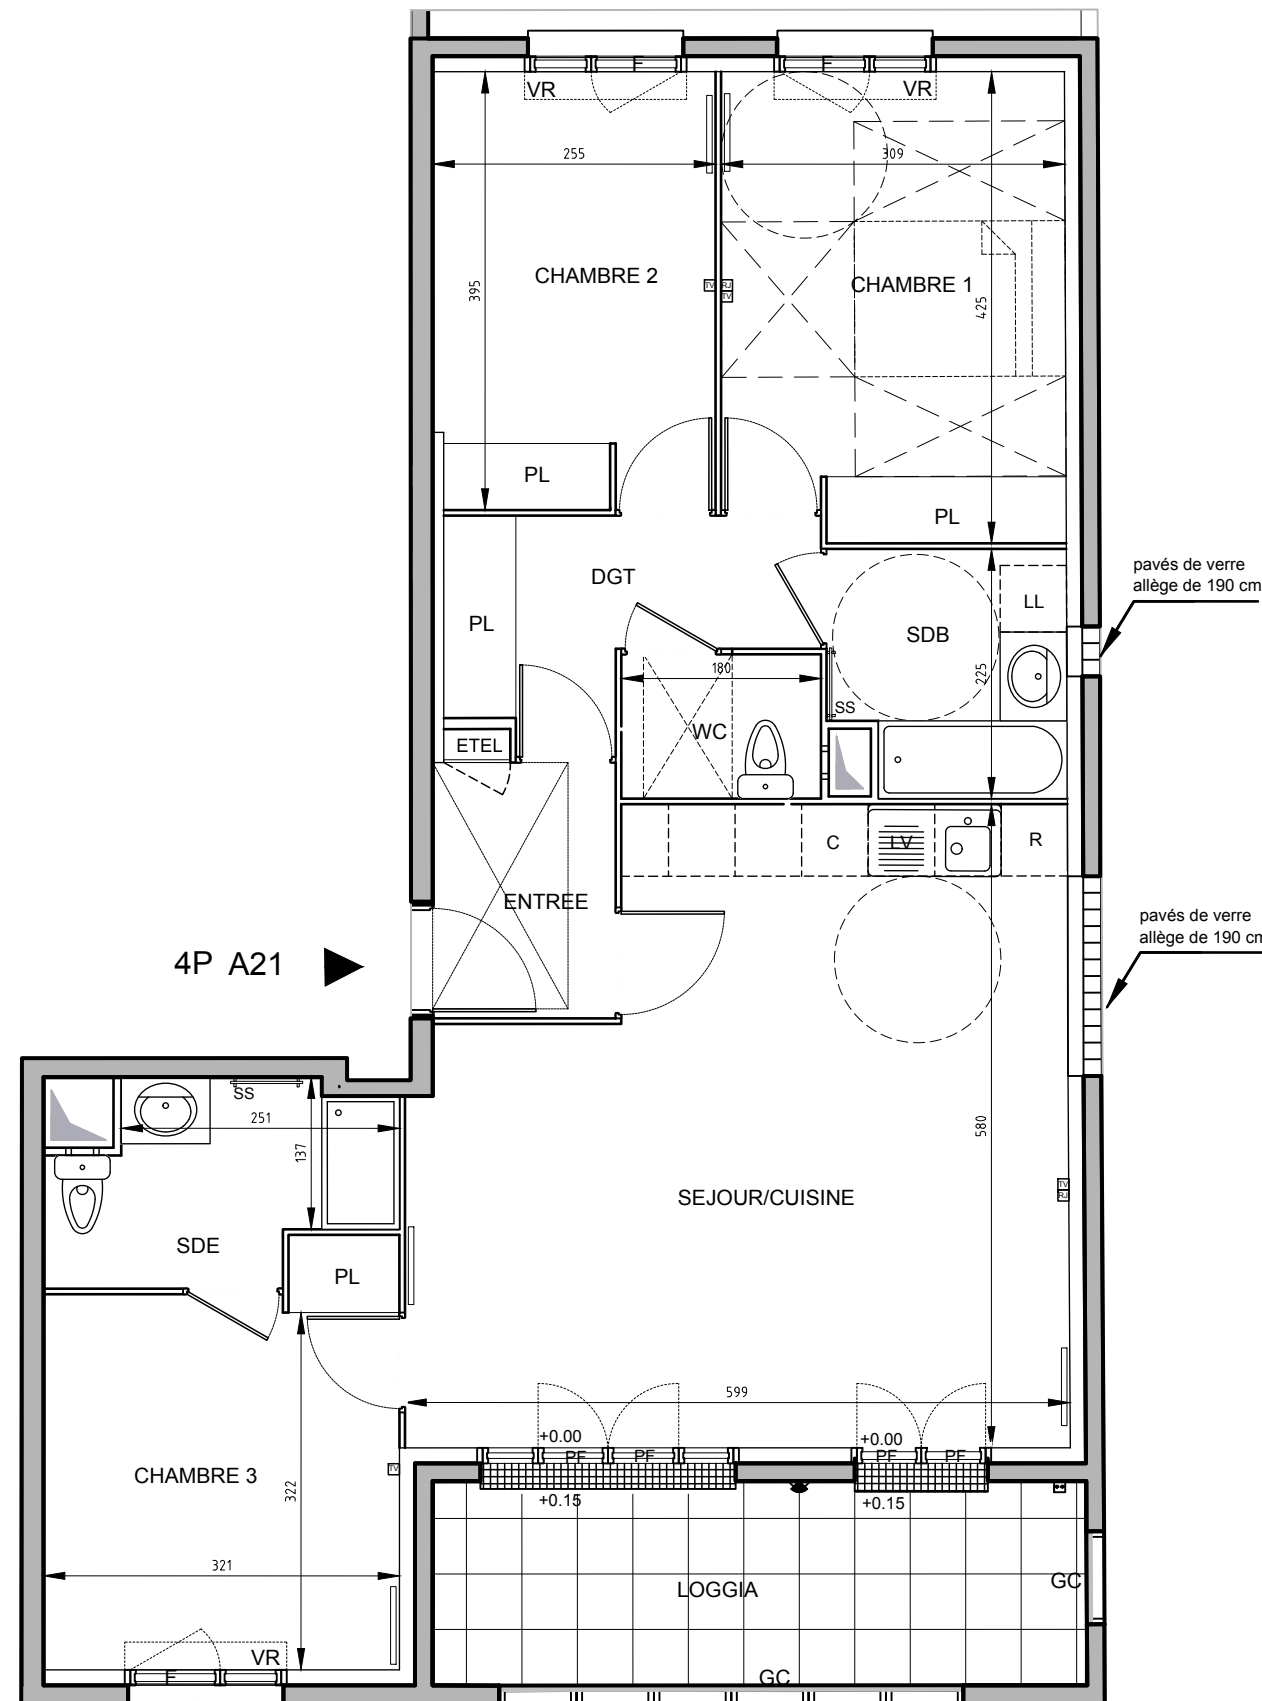 F
F
VR
VR
255
309
395
CHAMBRE 2
CHAMBRE 1
425
TV
RJ
TV
PL
PL
DGT
pavés de verre
allège de 190 cm
PL
LL
SDB
180
225
SS
WC
ETEL
C
LV
R
ENTREE
pavés de verre
allège de 190 cm
4P A21
SS
251
137
580
TV
RJ
SEJOUR/CUISINE
SDE
PL
599
+0.00
+0.00
PF
PF
PF
PF
CHAMBRE 3
TV
322
+0.15
+0.15
321
LOGGIA
GC
VR
F
GC